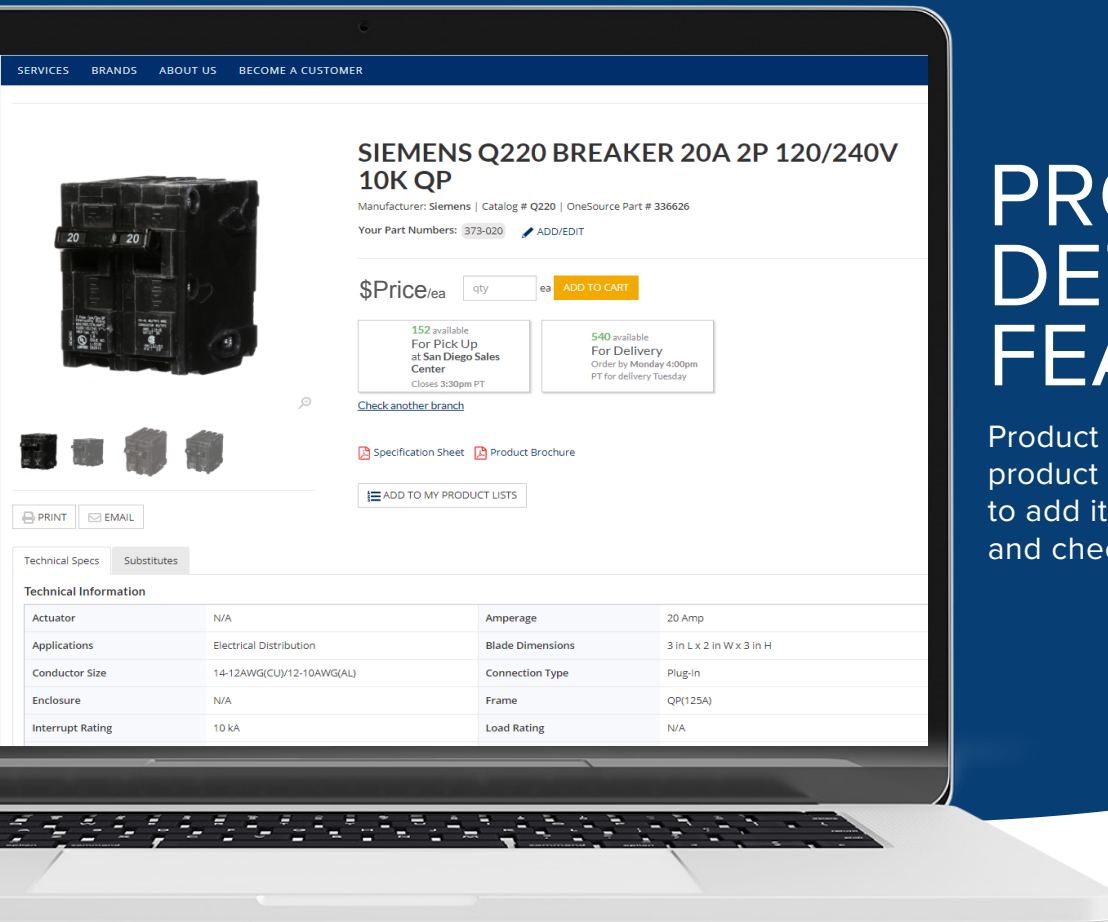 SERVICES BRANDS ABOUT US BECOME A CUSTOMER
SIEMENS Q220 BREAKER 20A 2P 120/240V
10K QP
Manufacturer: Siemens | Catalog # Q220 | OneSource Part # 336626
Your Part Numbers: 373-020 ADD/EDIT
$Price/ea qty ea ADD TO CART
152 available
For Pick Up
at San Diego Sales
Center
Closes 3:30pm PT
540 available
For Delivery
Order by Monday 4:00pm
PT for delivery Tuesday
Check another branch
Specification Sheet Product Brochure
ADD TO MY PRODUCT LISTS
20 20
PRINT EMAIL
Technical Specs Substitutes
Technical Information
Actuator N/A Amperage 20 Amp
Applications Electrical Distribution Blade Dimensions 3 in L x 2 in W x 3 in H
Conductor Size 14-12AWG(CU)/12-10AWG(AL) Connection Type Plug-In
Enclosure N/A Frame QP(125A)
Interrupt Rating 10 kA Load Rating N/A
PRO
DET
FEA
Product
product
to add it
and chec
option command command option